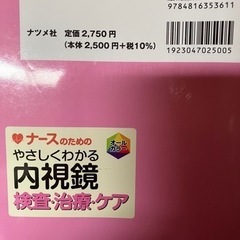 9784816353611
ナツメ社 定価 2,750円
(本体 2,500円+税10%)
1923047025005
ナースのための
やさしくわかる
オールカラー
内視鏡
検査・治療・ケア